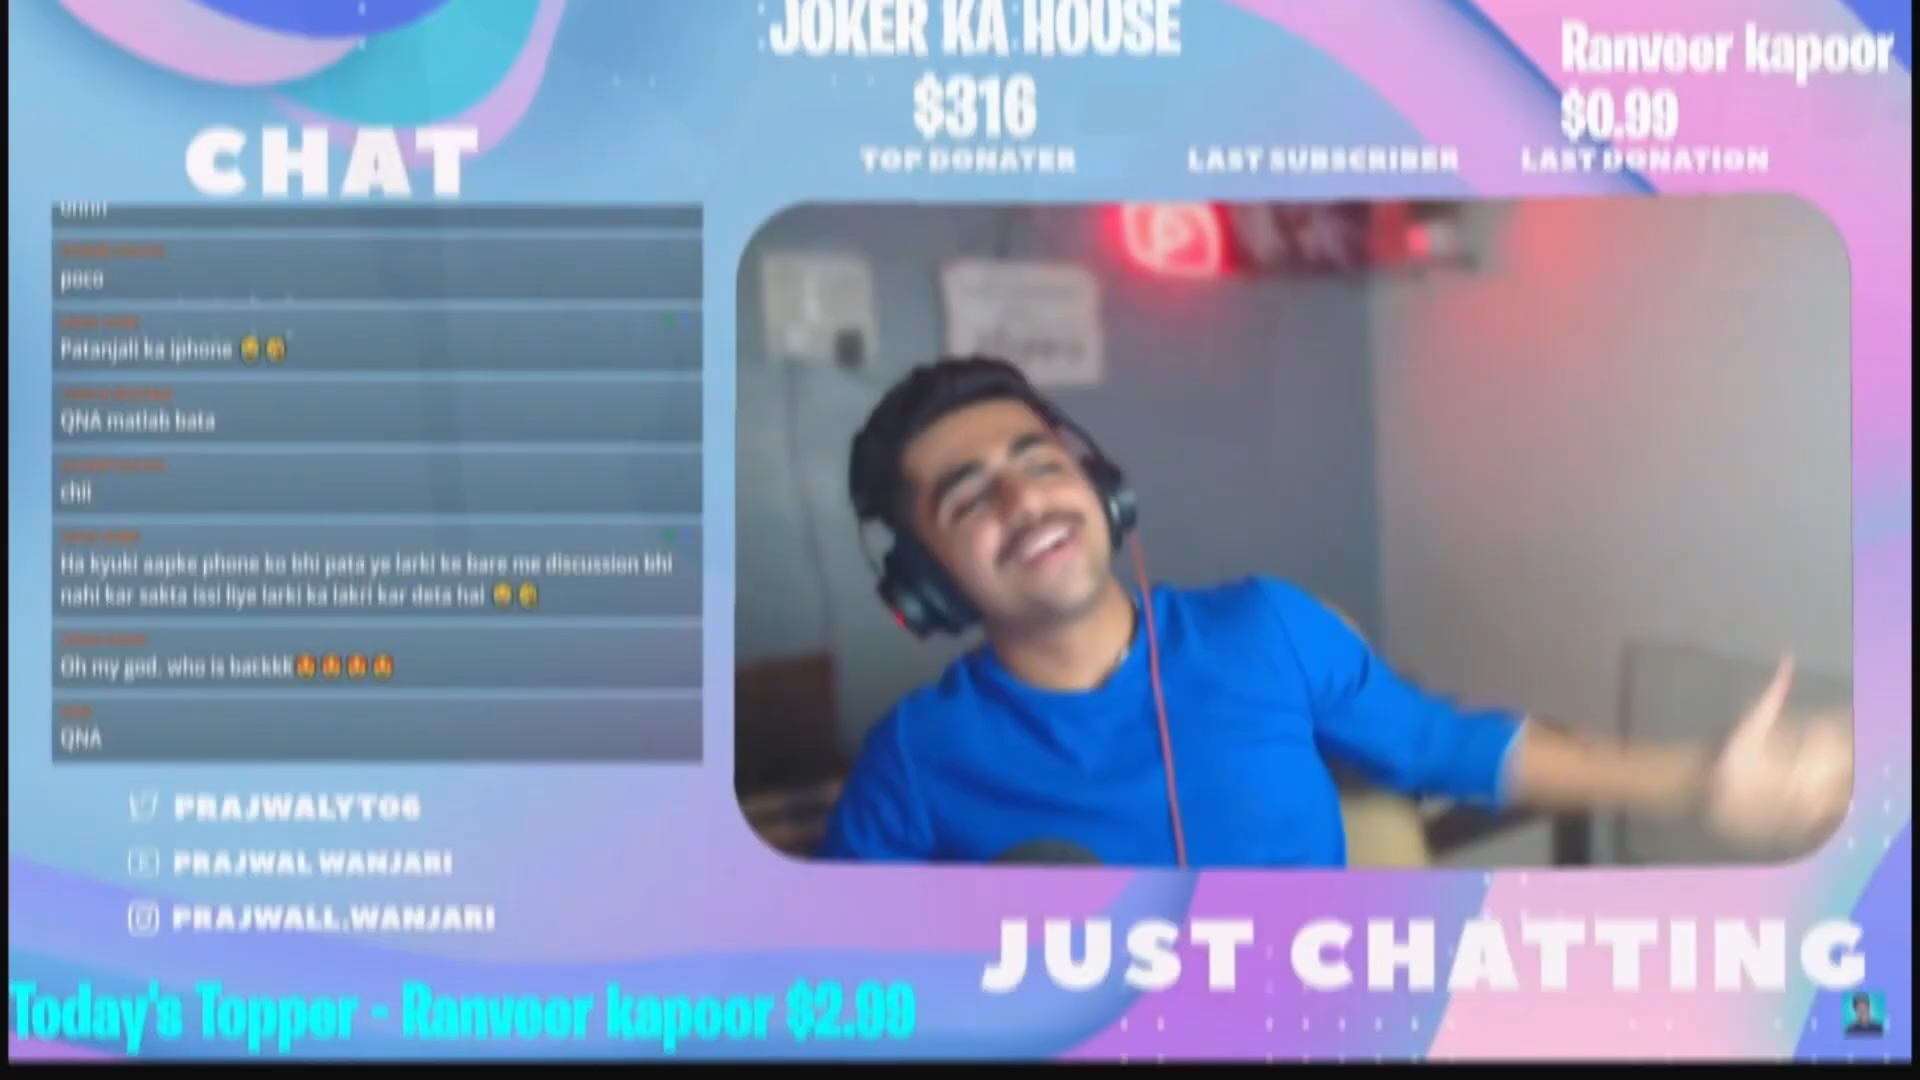 JOKER KA HOUSE
$316
TOP DONATER
LAST SUBSCRIBER
Ranveer kapoor
$0.99
LAST DONATION
CHAT
poco
Patanjali ka iphone
QNA matlab bata
chii
Ha kyuki aapke phone ko bhi pata ye larki ke bare me discussion bhi
nahi kar sakta issi liye larki ka lakri kar deta hai
Oh my god. who is backkk
QNA
PRAJWALYT06
PRAJWAL WANJARI
PRAJWALL.WANJARI
JUST CHATTING
Today's Topper - Ranveer kapoor $2.99